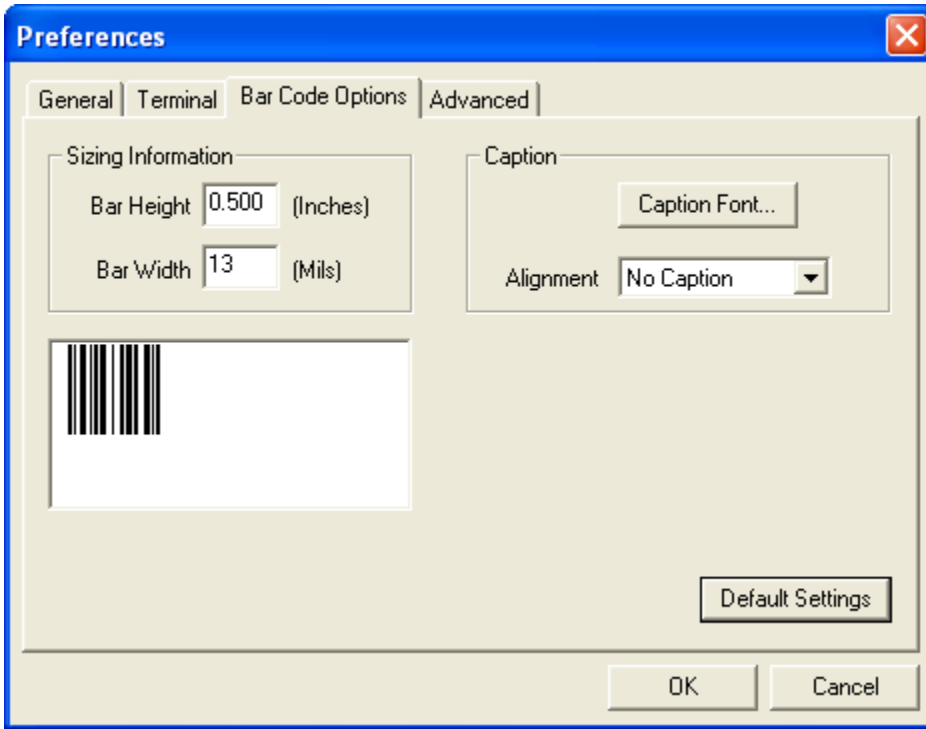 Preferences
General Terminal Bar Code Options Advanced
Sizing Information
Bar Height 0.500 (Inches)
Bar Width 13 (Mils)
Caption
Caption Font...
Alignment No Caption
Default Settings
OK Cancel